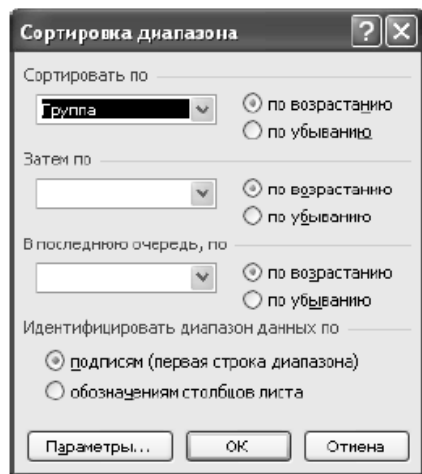 Сортировка диапазона
Сортировать по
Группа
по возрастанию
по убыванию
Затем по
по возрастанию
по убыванию
В последнюю очередь, по
по возрастанию
по убыванию
Идентифицировать диапазон данных по
подписям (первая строка диапазона)
обозначениям столбцов листа
Параметры... ОК Отмена